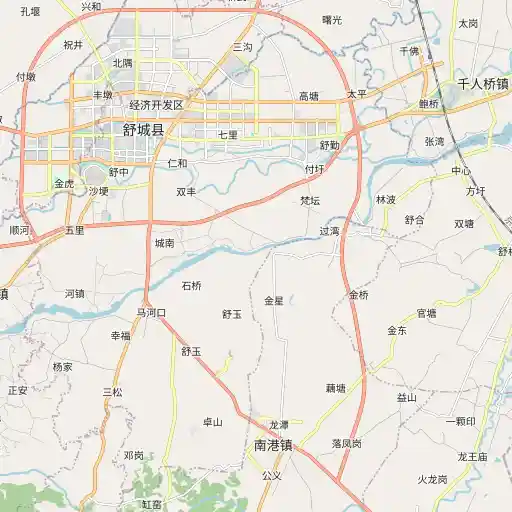 孔堰
兴和
曙光
太岗
祝井
三沟
千佛
北隅
付墩
千人桥镇
丰墩
高塘
太平
经济开发区
鲍桥
舒城县
七里
舒勤
张湾
仁和
付圩
舒中
中心
金虎
沙埂
双丰
梵坛
林波
方圩
舒合
双塘
顺河
五里
过湾
城南
镇
河镇
石桥
金星
金桥
马河口
舒玉
官塘
幸福
金东
舒玉
杨家
正安
三松
藕塘
益山
卓山
龙潭
一颗印
南港镇
落凤岗
邓岗
龙王庙
公义
火龙岗
缸窑